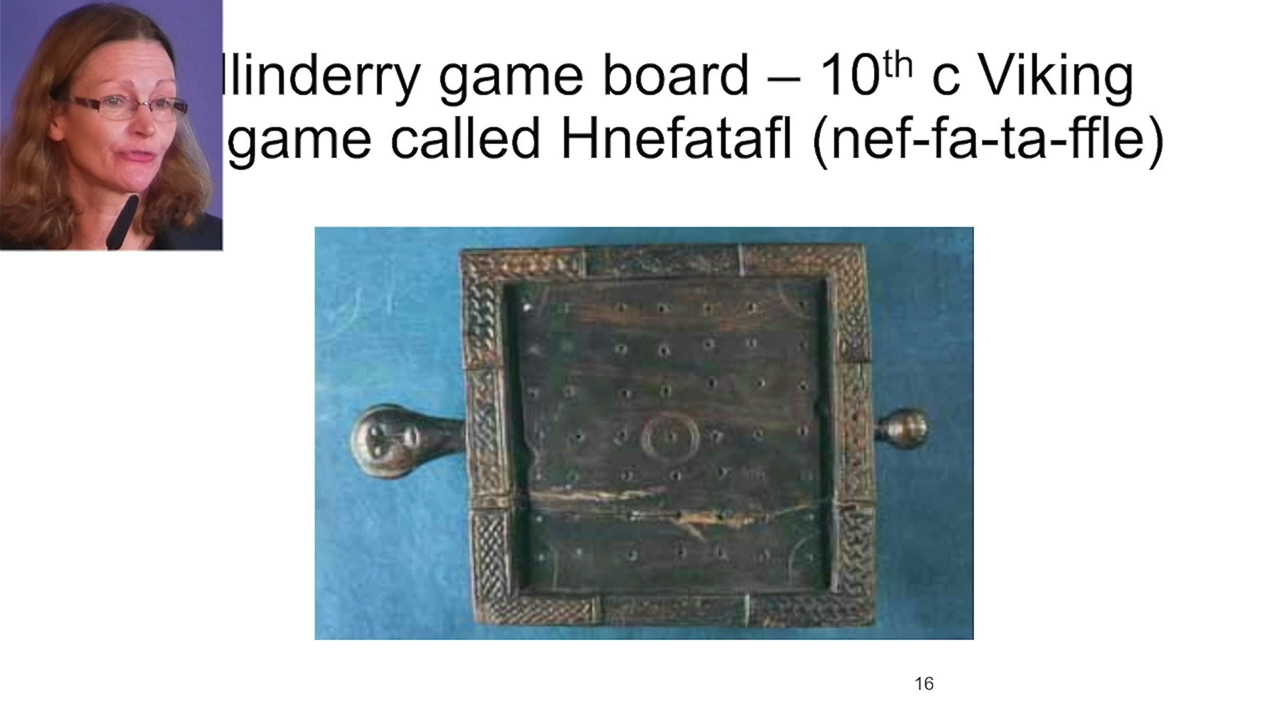 llinderry game board – 10th c Viking
game called Hnefatafl (nef-fa-ta-ffle)
16